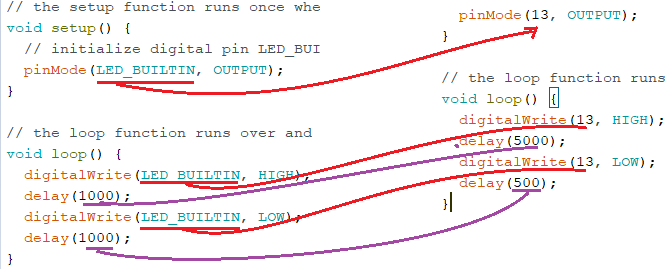 // the setup function runs once whe
void setup() {
// initialize digital pin LED_BUI
pinMode(LED_BUILTIN, OUTPUT);
}
// the loop function runs over and
void loop() {
digitalWrite(LED_BUILTIN, HIGH);
delay(1000);
digitalWrite(LED_BUILTIN, LOW);
delay(1000);
}
pinMode(13, OUTPUT);
}
// the loop function runs
void loop() {
digitalWrite(13, HIGH);
delay(5000);
digitalWrite(13, LOW);
delay(500);
}